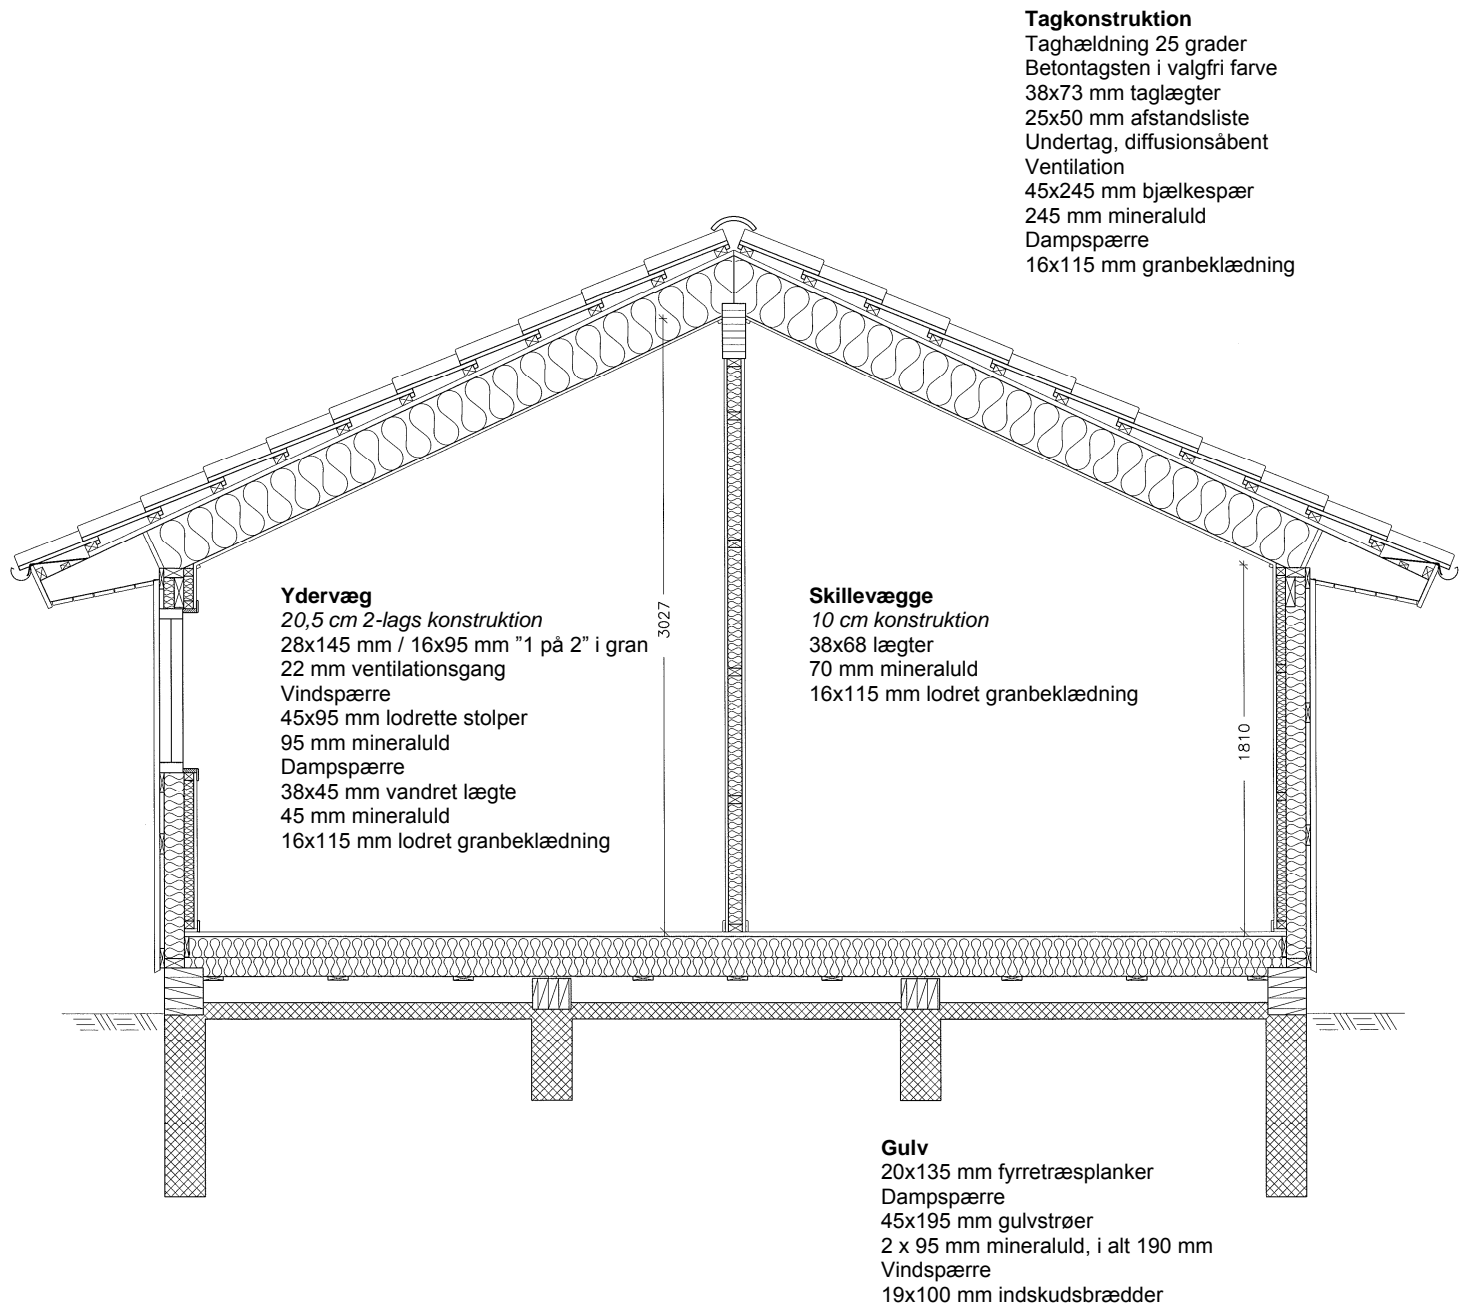 Tagkonstruktion
Taghældning 25 grader
Betontagsten i valgfri farve
38x73 mm taglægter
25x50 mm afstandsliste
Undertag, diffusionsåbent
Ventilation
45x245 mm bjælkespær
245 mm mineraluld
Dampspærre
16x115 mm granbeklædning
Ydervæg
20,5 cm 2-lags konstruktion
28x145 mm / 16x95 mm ”1 på 2” i gran
22 mm ventilationsgang
Vindspærre
45x95 mm lodrette stolper
95 mm mineraluld
Dampspærre
38x45 mm vandret lægte
45 mm mineraluld
16x115 mm lodret granbeklædning
3027
Skillevægge
10 cm konstruktion
38x68 lægter
70 mm mineraluld
16x115 mm lodret granbeklædning
1810
Gulv
20x135 mm fyrretræsplanker
Dampspærre
45x195 mm gulvstrøer
2 x 95 mm mineraluld, i alt 190 mm
Vindspærre
19x100 mm indskudsbrædder